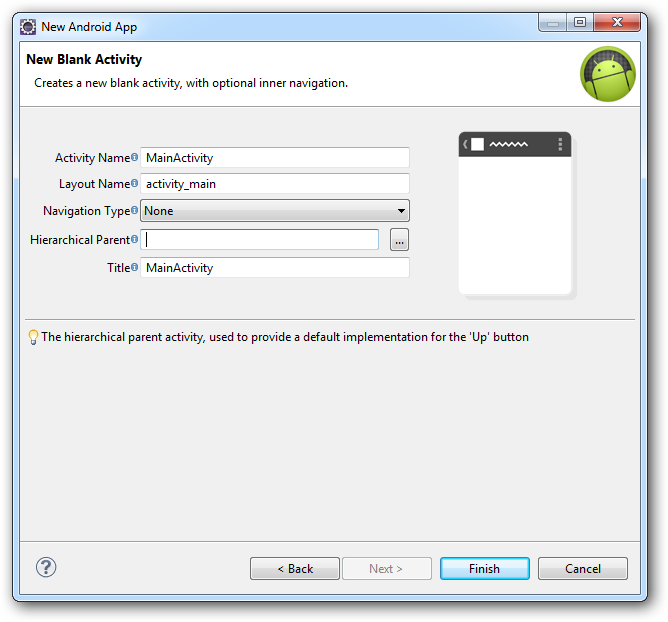 New Android App
New Blank Activity
Creates a new blank activity, with optional inner navigation.
Activity Name MainActivity
Layout Name activity_main
Navigation Type None
Hierarchical Parent ...
Title MainActivity
The hierarchical parent activity, used to provide a default implementation for the 'Up' button
? < Back Next > Finish Cancel